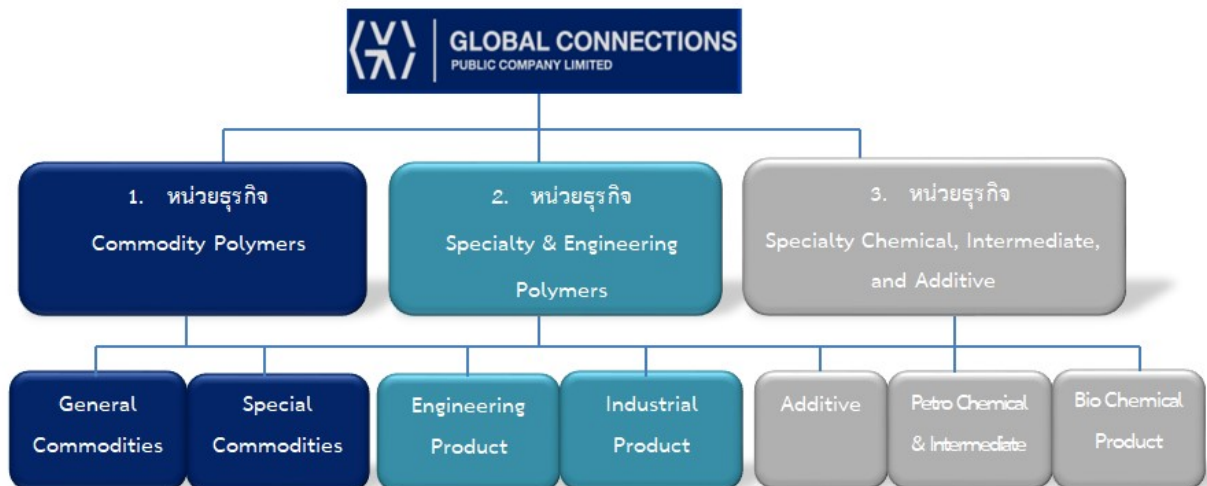 GLOBAL CONNECTIONS
PUBLIC COMPANY LIMITED
1. หน่วยธุรกิจ
Commodity Polymers
2. หน่วยธุรกิจ
Specialty & Engineering
Polymers
3. หน่วยธุรกิจ
Specialty Chemical, Intermediate,
and Additive
General
Commodities
Special
Commodities
Engineering
Product
Industrial
Product
Additive
Petro Chemical
& Intermediate
Bio Chemical
Product